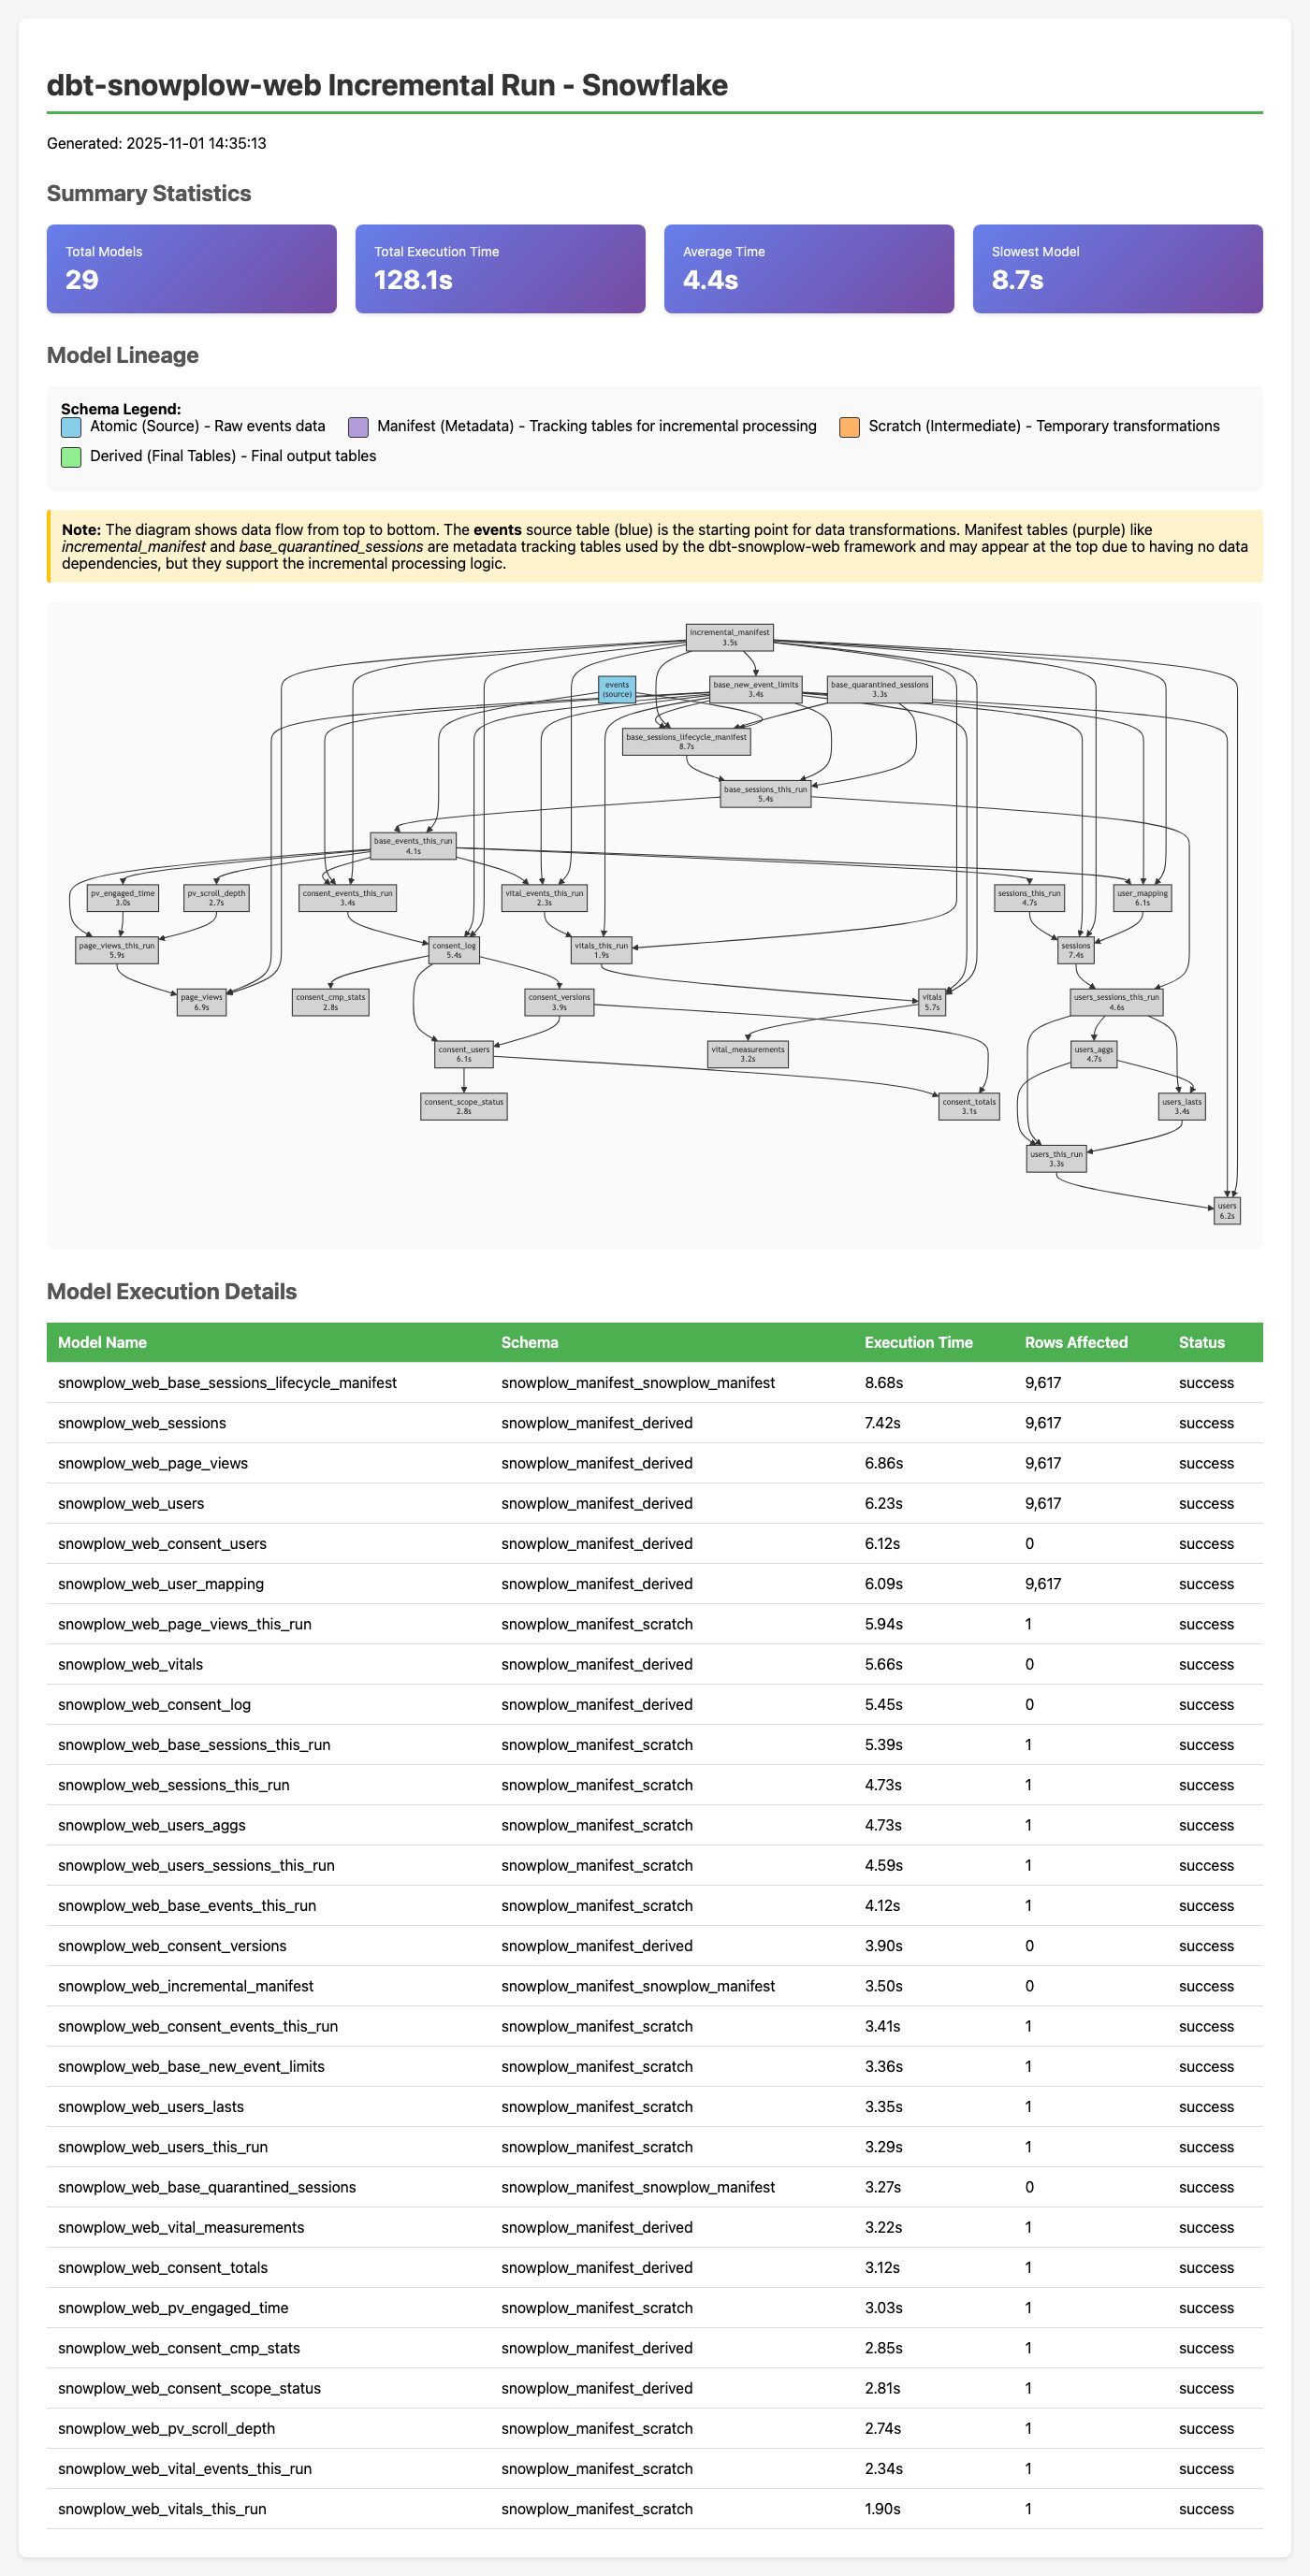 dbt-snowplow-web Incremental Run - Snowflake
Generated: 2025-11-01 14:35:13
Summary Statistics
Total Models
29
Total Execution Time
128.1s
Average Time
4.4s
Slowest Model
8.7s
Model Lineage
Schema Legend:
Atomic (Source) - Raw events data
Manifest (Metadata) - Tracking tables for incremental processing
Scratch (Intermediate) - Temporary transformations
Derived (Final Tables) - Final output tables
Note: The diagram shows data flow from top to bottom. The events source table (blue) is the starting point for data transformations. Manifest tables (purple) like
incremental_manifest and base_quarantined_sessions are metadata tracking tables used by the dbt-snowplow-web framework and may appear at the top due to having no data
dependencies, but they support the incremental processing logic.
incremental_manifest
3.5s
events
(source)
base_new_event_limits
3.4s
base_quarantined_sessions
3.3s
base_sessions_lifecycle_manifest
8.7s
base_sessions_this_run
5.4s
base_events_this_run
4.1s
pv_engaged_time
3.0s
pv_scroll_depth
2.7s
consent_events_this_run
3.4s
vital_events_this_run
2.3s
sessions_this_run
4.7s
user_mapping
6.1s
page_views_this_run
5.9s
consent_log
5.4s
vitals_this_run
1.9s
sessions
7.4s
page_views
6.9s
consent_cmp_stats
2.8s
consent_versions
3.9s
vitals
5.7s
users_sessions_this_run
4.6s
consent_users
6.1s
vital_measurements
3.2s
users_aggs
4.7s
consent_scope_status
2.8s
consent_totals
3.1s
users_lasts
3.4s
users_this_run
3.3s
users
6.2s
Model Execution Details
Model Name Schema Execution Time Rows Affected Status
snowplow_web_base_sessions_lifecycle_manifest snowplow_manifest_snowplow_manifest 8.68s 9,617 success
snowplow_web_sessions snowplow_manifest_derived 7.42s 9,617 success
snowplow_web_page_views snowplow_manifest_derived 6.86s 9,617 success
snowplow_web_users snowplow_manifest_derived 6.23s 9,617 success
snowplow_web_consent_users snowplow_manifest_derived 6.12s 0 success
snowplow_web_user_mapping snowplow_manifest_derived 6.09s 9,617 success
snowplow_web_page_views_this_run snowplow_manifest_scratch 5.94s 1 success
snowplow_web_vitals snowplow_manifest_derived 5.66s 0 success
snowplow_web_consent_log snowplow_manifest_derived 5.45s 0 success
snowplow_web_base_sessions_this_run snowplow_manifest_scratch 5.39s 1 success
snowplow_web_sessions_this_run snowplow_manifest_scratch 4.73s 1 success
snowplow_web_users_aggs snowplow_manifest_scratch 4.73s 1 success
snowplow_web_users_sessions_this_run snowplow_manifest_scratch 4.59s 1 success
snowplow_web_base_events_this_run snowplow_manifest_scratch 4.12s 1 success
snowplow_web_consent_versions snowplow_manifest_derived 3.90s 0 success
snowplow_web_incremental_manifest snowplow_manifest_snowplow_manifest 3.50s 0 success
snowplow_web_consent_events_this_run snowplow_manifest_scratch 3.41s 1 success
snowplow_web_base_new_event_limits snowplow_manifest_scratch 3.36s 1 success
snowplow_web_users_lasts snowplow_manifest_scratch 3.35s 1 success
snowplow_web_users_this_run snowplow_manifest_scratch 3.29s 1 success
snowplow_web_base_quarantined_sessions snowplow_manifest_snowplow_manifest 3.27s 0 success
snowplow_web_vital_measurements snowplow_manifest_derived 3.22s 1 success
snowplow_web_consent_totals snowplow_manifest_derived 3.12s 1 success
snowplow_web_pv_engaged_time snowplow_manifest_scratch 3.03s 1 success
snowplow_web_consent_cmp_stats snowplow_manifest_derived 2.85s 1 success
snowplow_web_consent_scope_status snowplow_manifest_derived 2.81s 1 success
snowplow_web_pv_scroll_depth snowplow_manifest_scratch 2.74s 1 success
snowplow_web_vital_events_this_run snowplow_manifest_scratch 2.34s 1 success
snowplow_web_vitals_this_run snowplow_manifest_scratch 1.90s 1 success